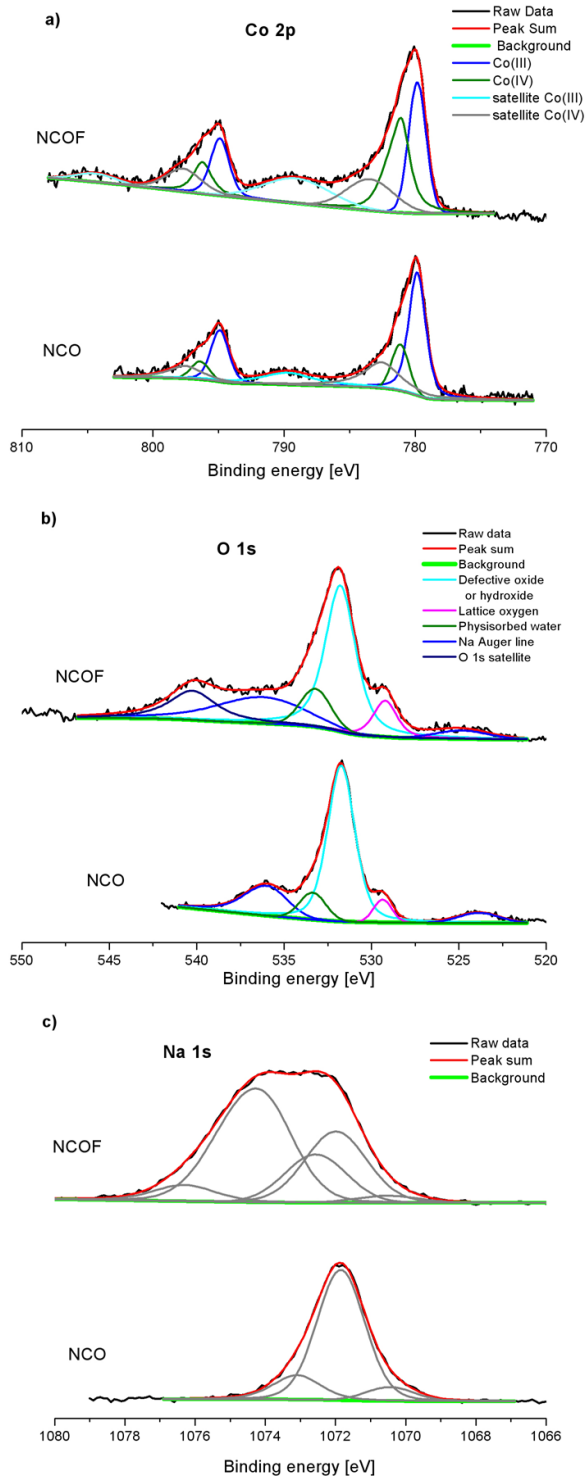 a)
Co 2p
Raw Data
Peak Sum
Background
Co(III)
Co(IV)
satellite Co(III)
satellite Co(IV)
NCOF
NCO
810 800 790 780 770
Binding energy [eV]
b)
O 1s
Raw data
Peak sum
Background
Defective oxide
or hydroxide
Lattice oxygen
Physisorbed water
Na Auger line
O 1s satellite
NCOF
NCO
550 545 540 535 530 525 520
Binding energy [eV]
c)
Na 1s
Raw data
Peak sum
Background
NCOF
NCO
1080 1078 1076 1074 1072 1070 1068 1066
Binding energy [eV]